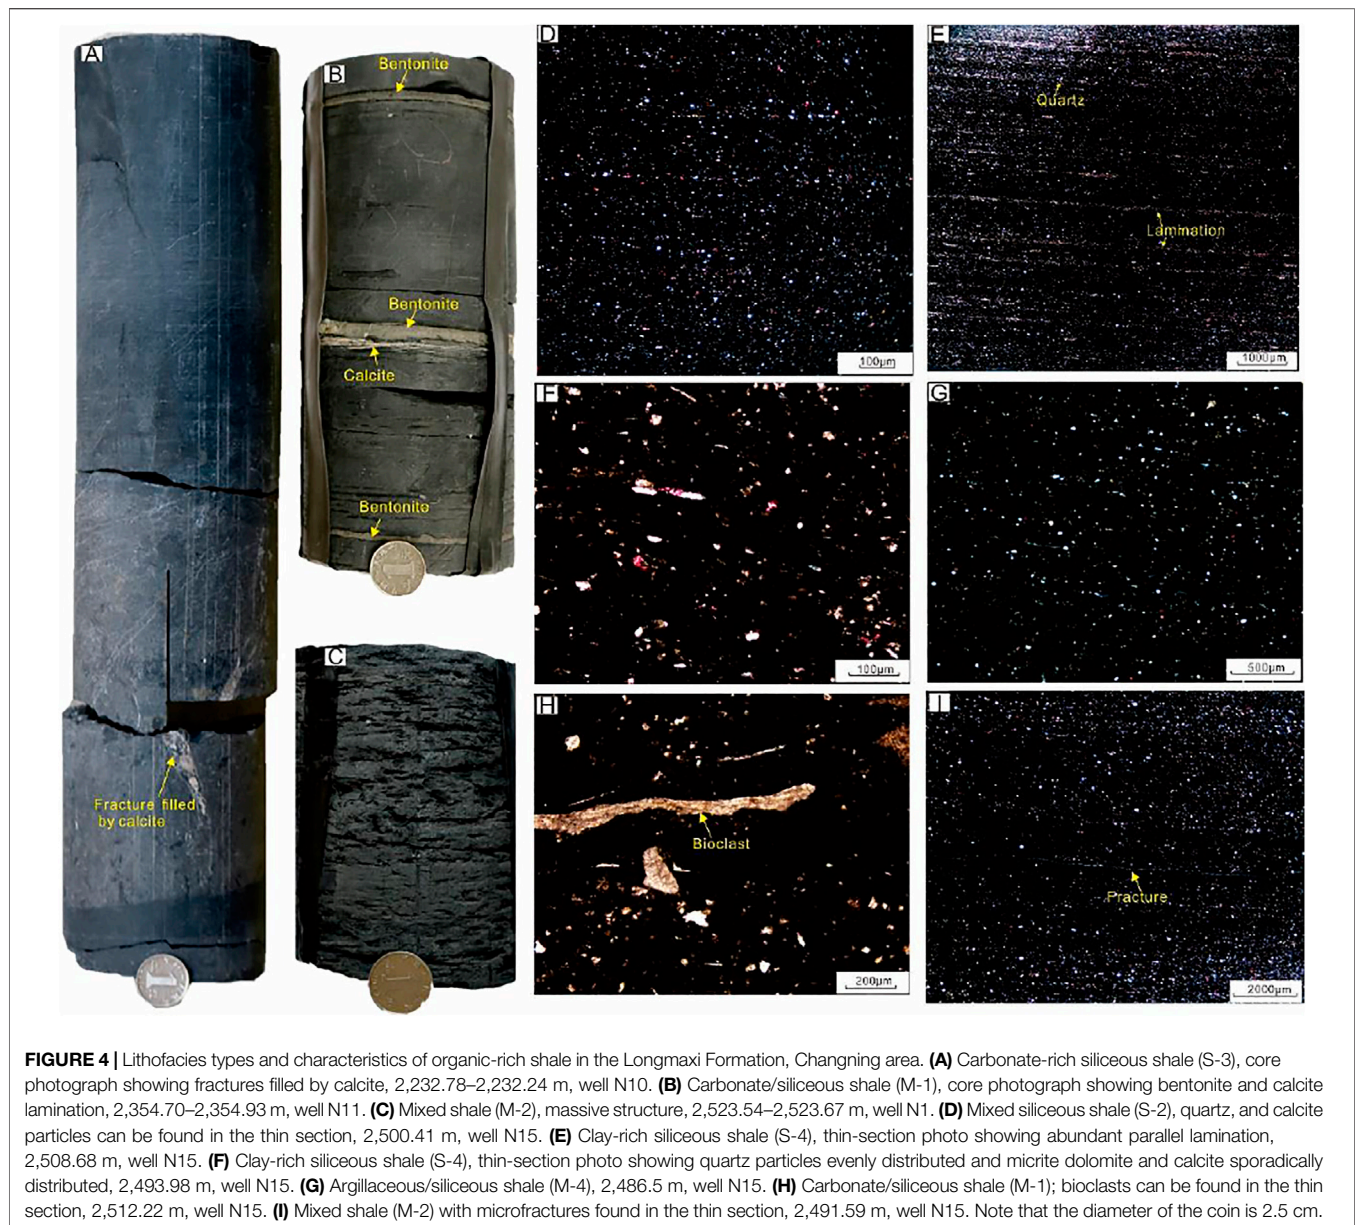 A
B
Bentonite
Bentonite
Calcite
Bentonite
C
Fracture filled
by calcite
D
100μm
E
Quartz
Lamination
1000μm
F
100μm
G
500μm
H
Bioclast
200μm
I
Fracture
2000μm
FIGURE 4 | Lithofacies types and characteristics of organic-rich shale in the Longmaxi Formation, Changning area. (A) Carbonate-rich siliceous shale (S-3), core
photograph showing fractures filled by calcite, 2,232.78–2,232.24 m, well N10. (B) Carbonate/siliceous shale (M-1), core photograph showing bentonite and calcite
lamination, 2,354.70–2,354.93 m, well N11. (C) Mixed shale (M-2), massive structure, 2,523.54–2,523.67 m, well N1. (D) Mixed siliceous shale (S-2), quartz, and calcite
particles can be found in the thin section, 2,500.41 m, well N15. (E) Clay-rich siliceous shale (S-4), thin-section photo showing abundant parallel lamination,
2,508.68 m, well N15. (F) Clay-rich siliceous shale (S-4), thin-section photo showing quartz particles evenly distributed and micrite dolomite and calcite sporadically
distributed, 2,493.98 m, well N15. (G) Argillaceous/siliceous shale (M-4), 2,486.5 m, well N15. (H) Carbonate/siliceous shale (M-1); bioclasts can be found in the thin
section, 2,512.22 m, well N15. (I) Mixed shale (M-2) with microfractures found in the thin section, 2,491.59 m, well N15. Note that the diameter of the coin is 2.5 cm.